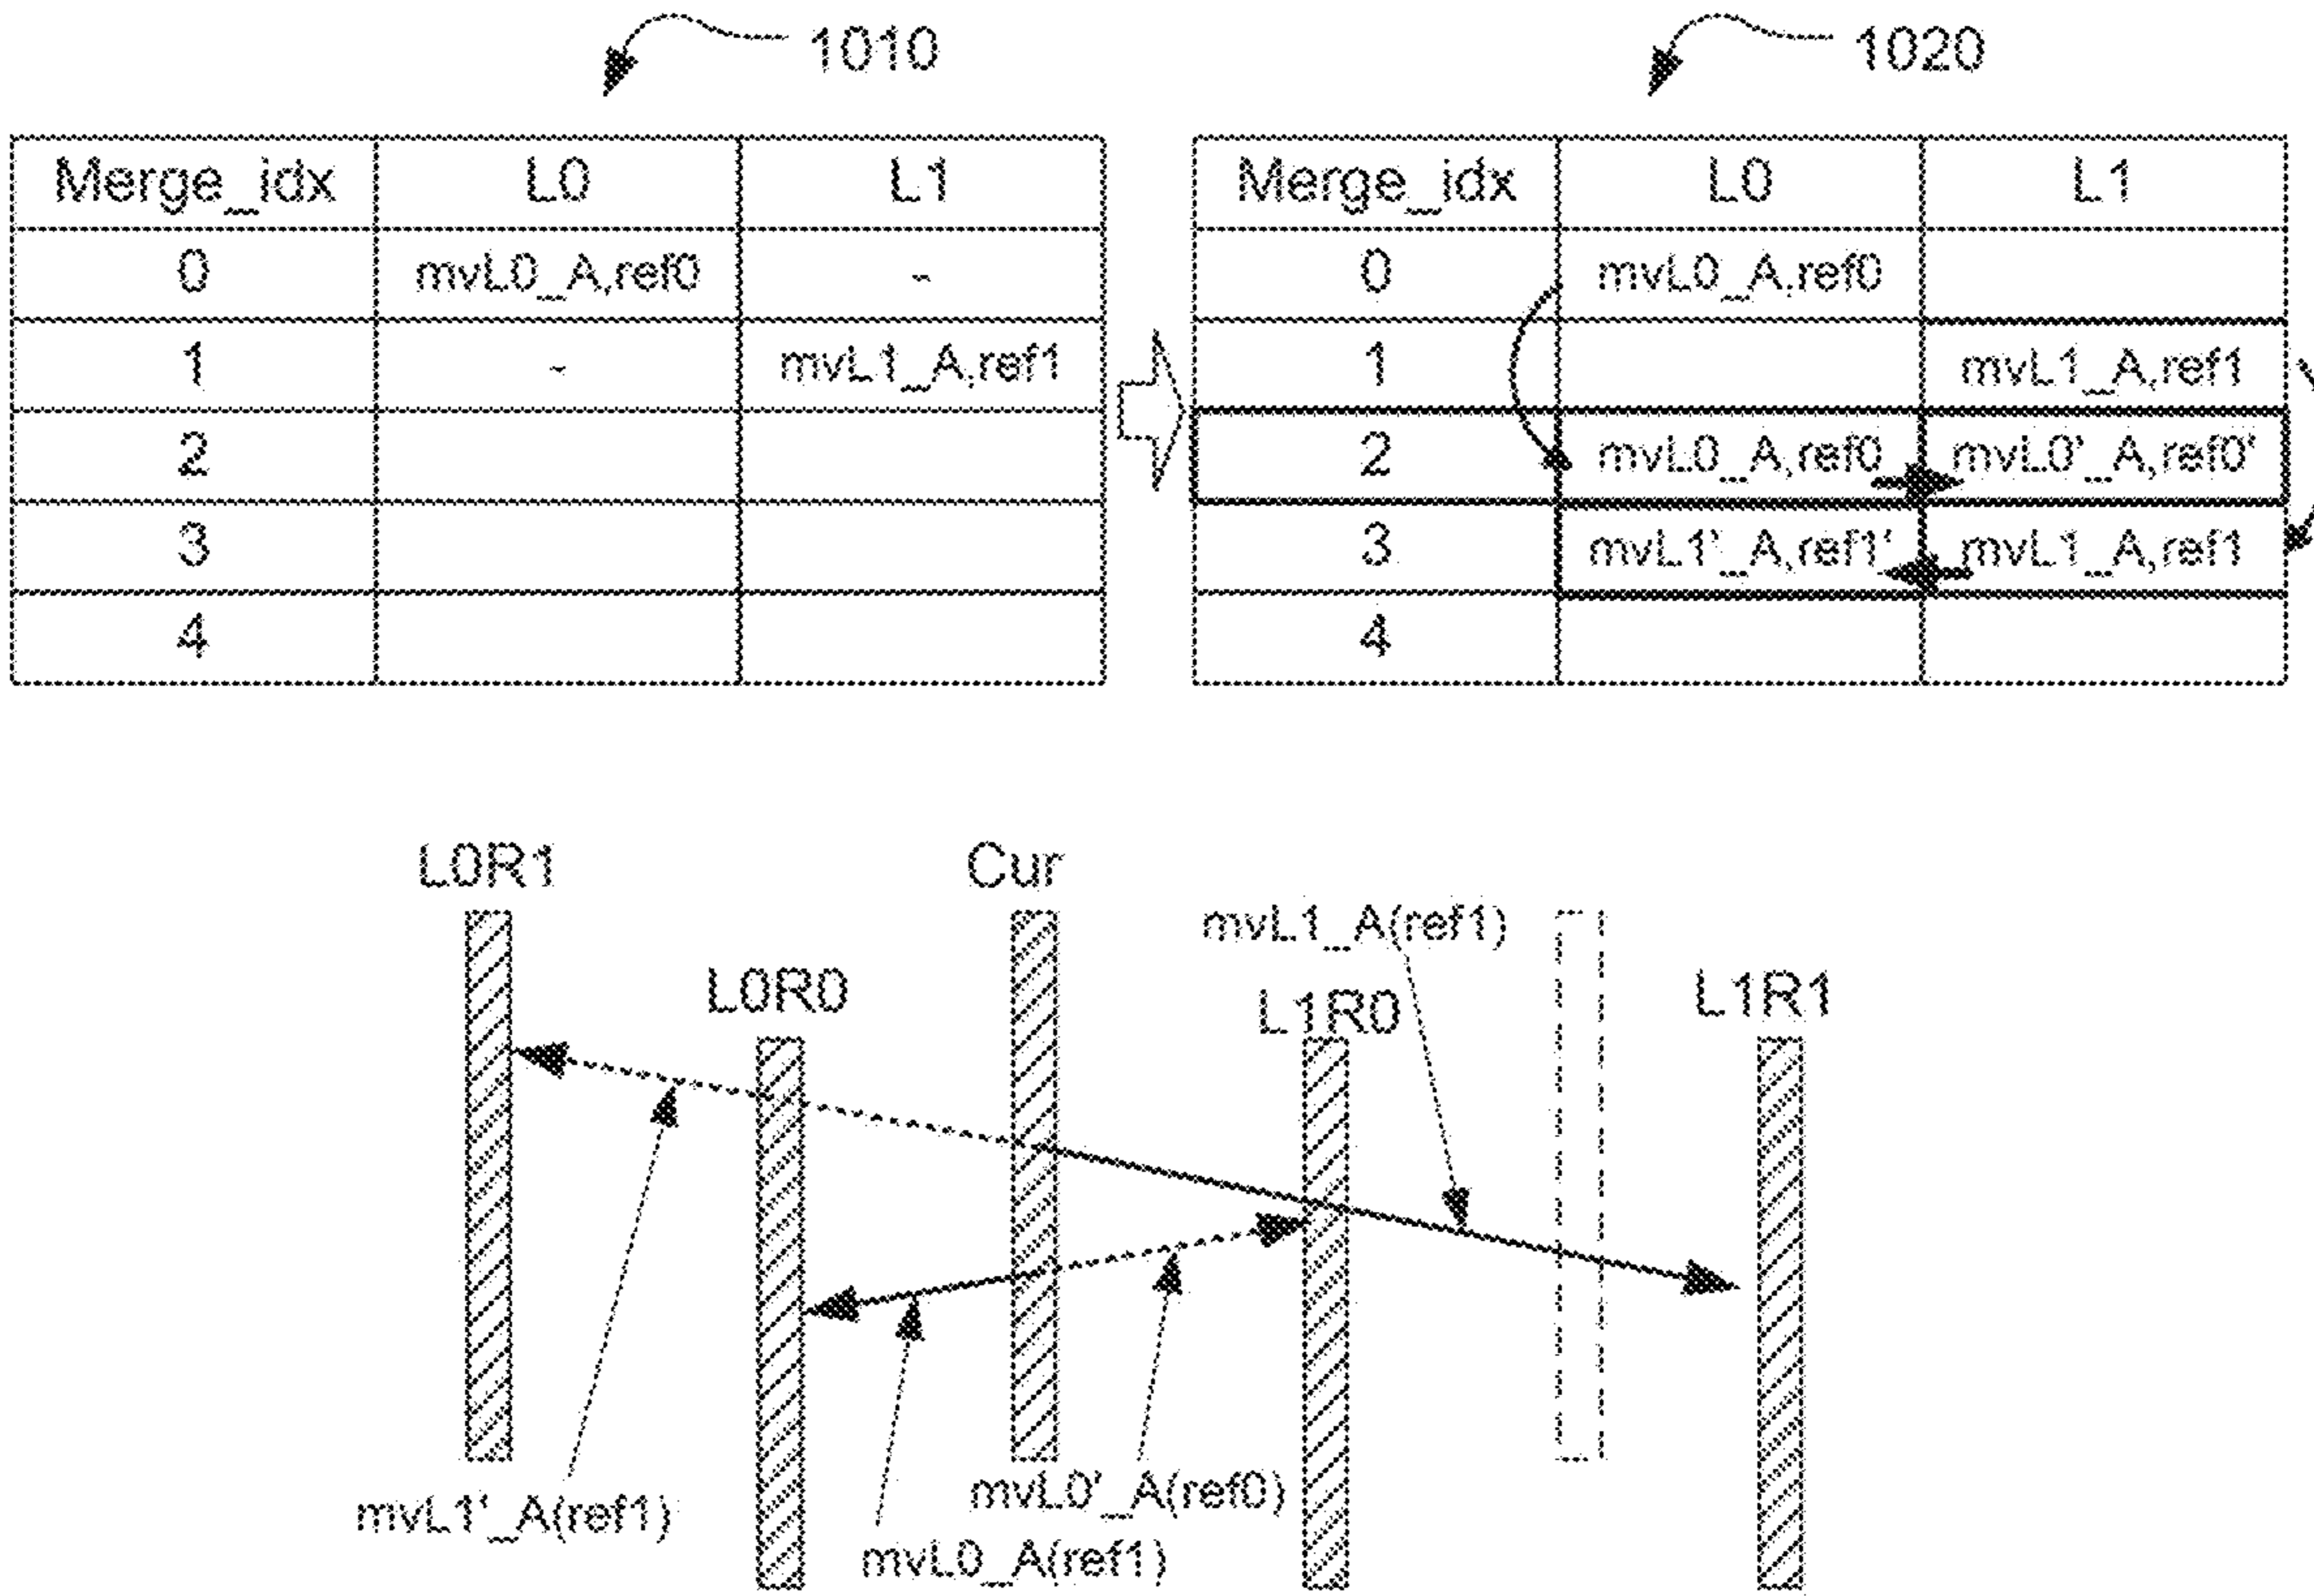 1010 1020
Merge_idx L0 L1 Merge_idx L0 L1
0 mvL0_A,ref0 - 0 mvL0_A,ref0
1 - mvL1_A,ref1 1 mvL1_A,ref1
2 2 mvL0_A,ref0 mvL0'_A,ref0'
3 3 mvL1'_A,ref1' mvL1_A,ref1
4 4
L0R1 Cur
mvL1_A(ref1)
L0R0 L1R0 L1R1
mvL1'_A(ref1) mvL0'_A(ref0)
mvL0_A(ref1)